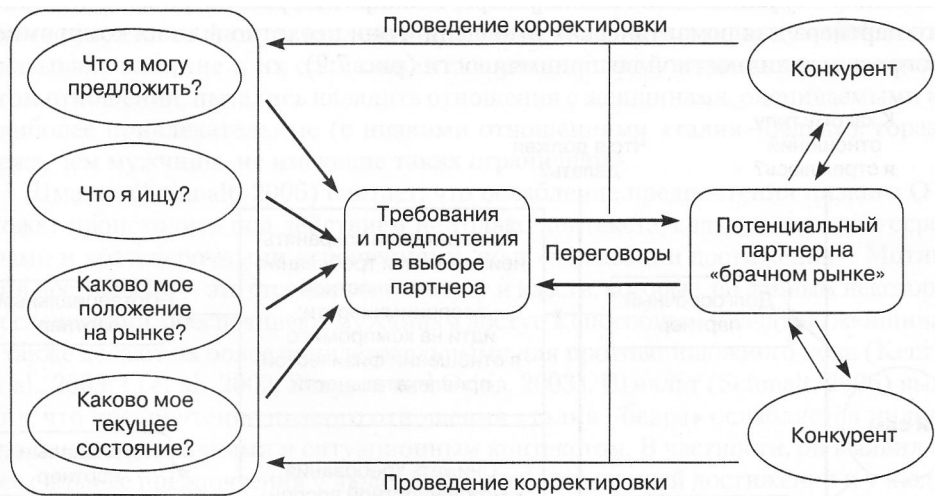 Проведение корректировки
Что я могу
предложить?
Что я ищу?
Каково мое
положение
на рынке?
Каково мое
текущее
состояние?
Требования
и предпочтения
в выборе
партнера
Переговоры
Потенциальный
партнер на
«брачном рынке»
Конкурент
Конкурент
Проведение корректировки